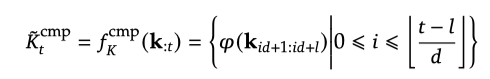 $$\tilde{K}_t^{\text{cmp}} = f_K^{\text{cmp}}(\mathbf{k}_{:t}) = \left\{ \varphi(\mathbf{k}_{id+1:id+l}) \middle| 0 \leqslant i \leqslant \left\lfloor \frac{t-l}{d} \right\rfloor \right\}$$